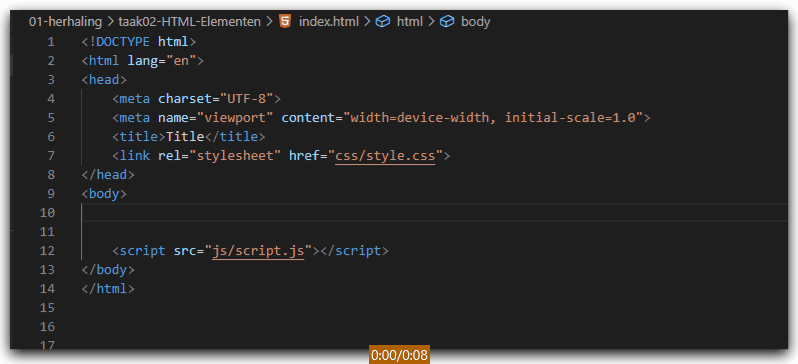 01-herhaling > taak02-HTML-Elementen > index.html > html > body
1 <!DOCTYPE html>
2 <html lang="en">
3 <head>
4     <meta charset="UTF-8">
5     <meta name="viewport" content="width=device-width, initial-scale=1.0">
6     <title>Title</title>
7     <link rel="stylesheet" href="css/style.css">
8 </head>
9 <body>
10
11
12     <script src="js/script.js"></script>
13 </body>
14 </html>
15
16
17
0:00/0:08